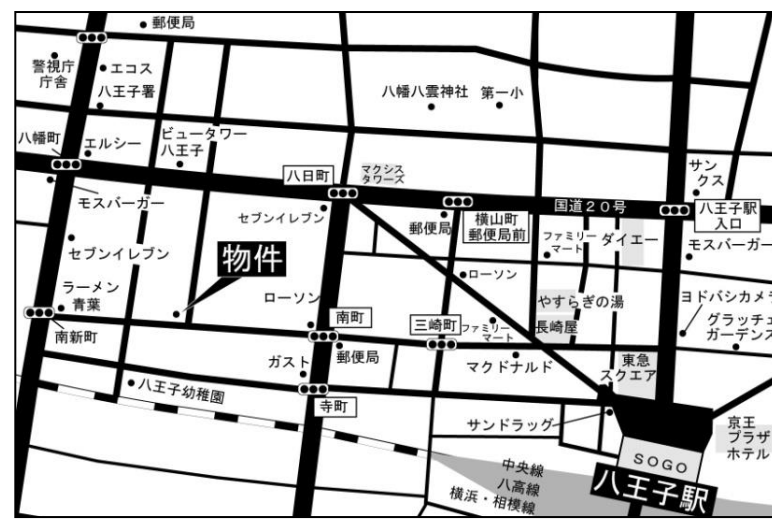 郵便局
警視庁
庁舎
エコス
八王子署
八幡八雲神社
第一小
八幡町
エルシー
ビュータワー
八王子
八日町
マクシス
タワーズ
サン
クス
モスバーガー
セブンイレブン
郵便局
横山町
郵便局前
国道20号
八王子駅
入口
ファミリー
マート
ダイエー
モスバーガー
セブンイレブン
物件
ローソン
ラーメン
青葉
ローソン
南町
三崎町
ファミリー
マート
やすらぎの湯
長崎屋
ヨドバシカメラ
グラッチェ
ガーデンズ
南新町
ガスト
郵便局
マクドナルド
東急
スクエア
八王子幼稚園
寺町
サンドラッグ
京王
プラザ
ホテル
SOGO
中央線
八高線
横浜・相模線
八王子駅